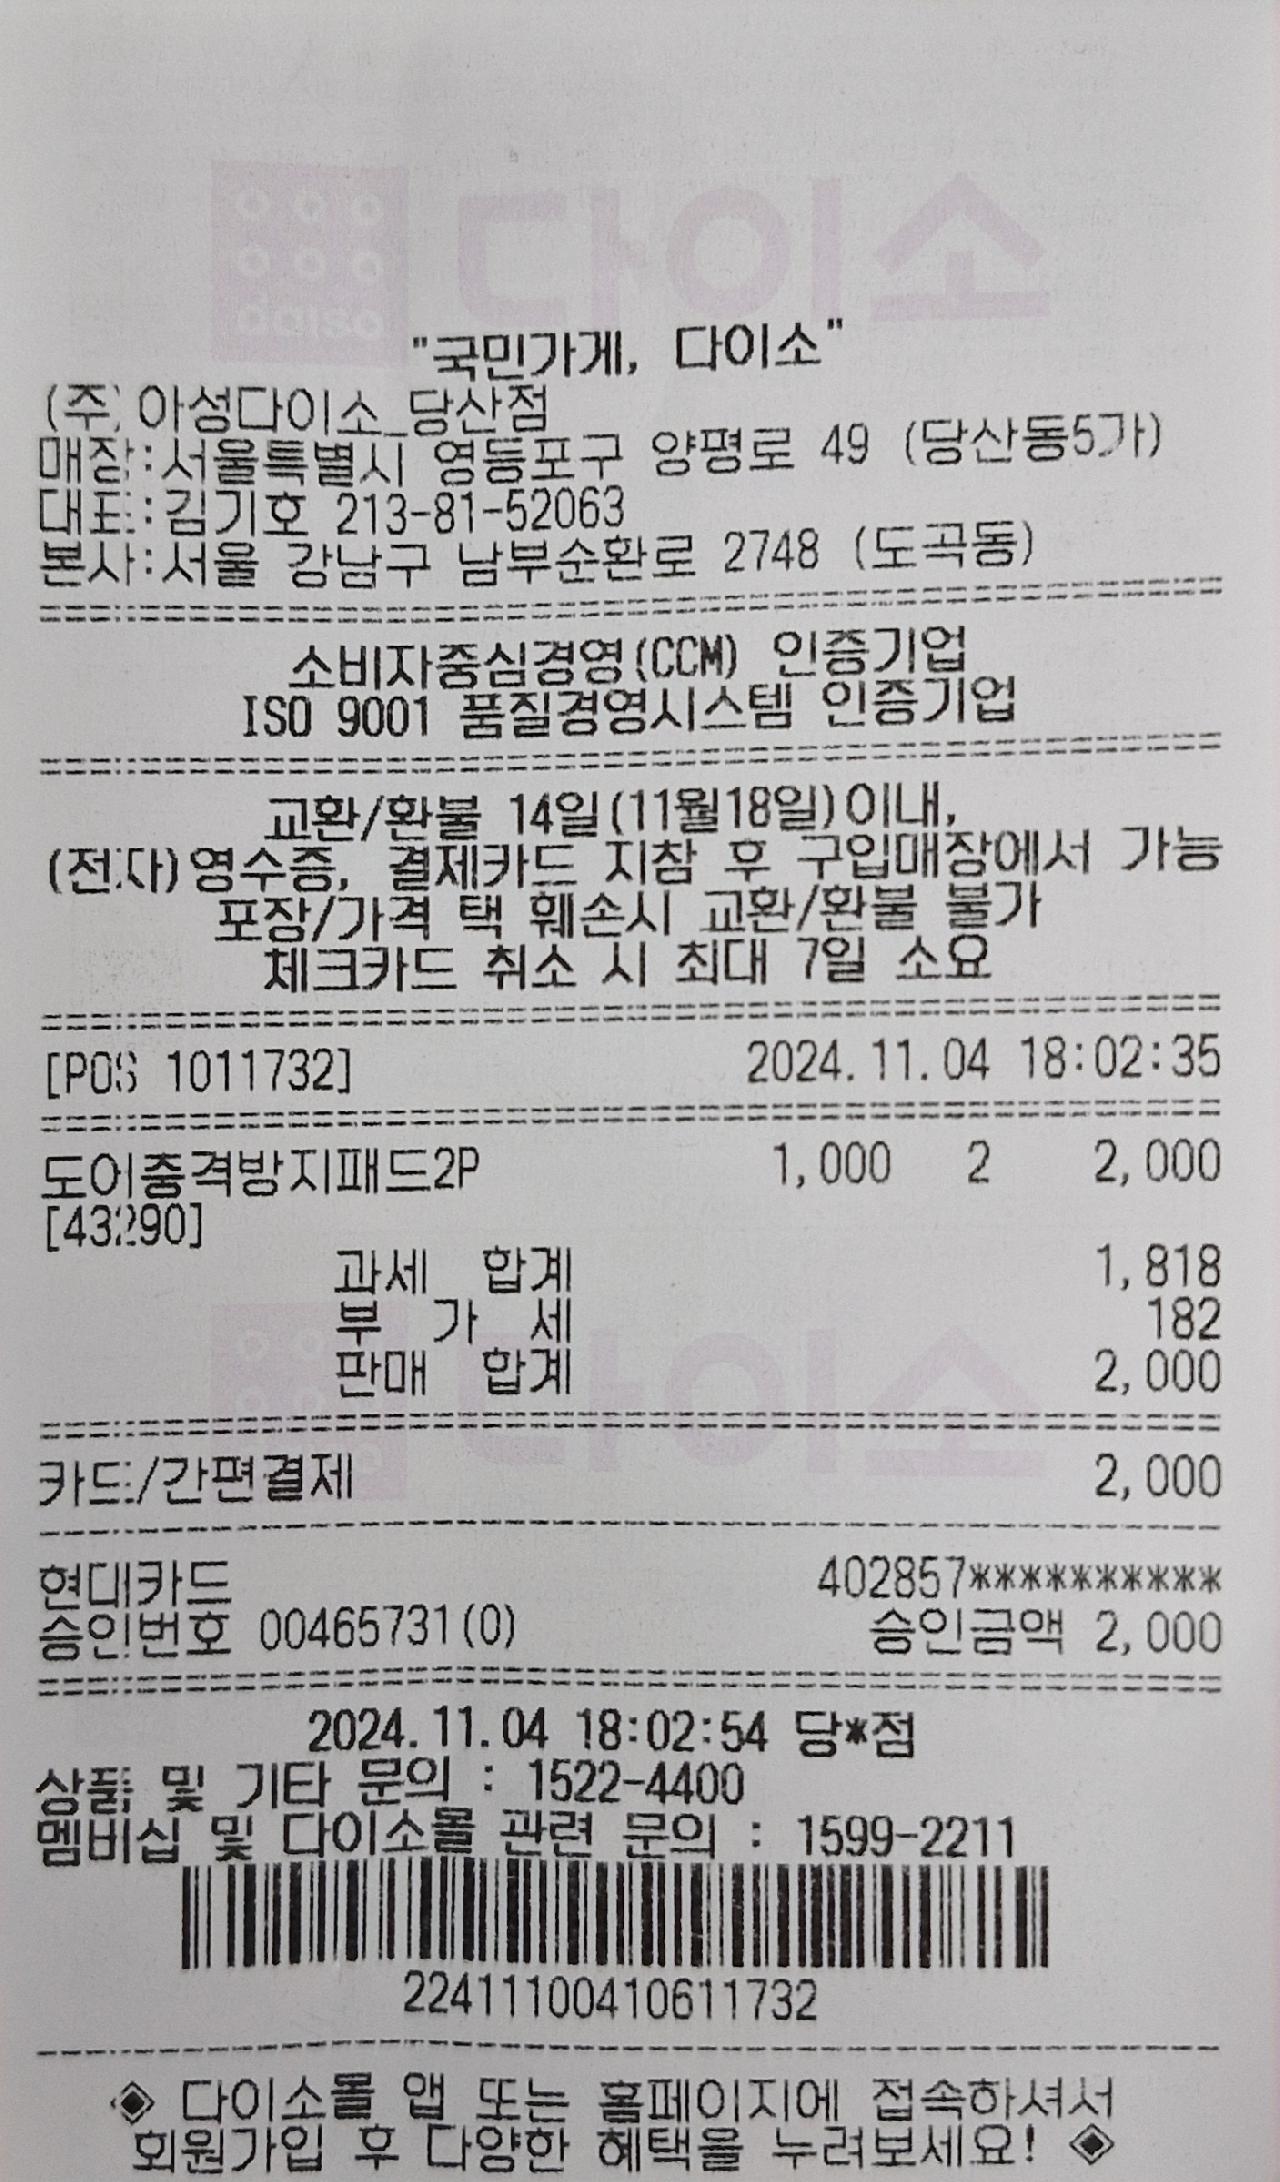 다이소
daiso
"국민가게, 다이소"
(주)아성다이소_당산점
매장:서울특별시 영등포구 양평로 49 (당산동5가)
대표:김기호 213-81-52063
본사:서울 강남구 남부순환로 2748 (도곡동)
소비자중심경영(CCM) 인증기업
ISO 9001 품질경영시스템 인증기업
교환/환불 14일(11월18일)이내,
(전자)영수증, 결제카드 지참 후 구입매장에서 가능
포장/가격 택 훼손시 교환/환불 불가
체크카드 취소 시 최대 7일 소요
[POS 1011732] 2024.11.04 18:02:35
도어충격방지패드2P 1,000 2 2,000
[43290]
과세 합계 1,818
부 가 세 182
판매 합계 2,000
다이소
카드/간편결제 2,000
현대카드 402857**********
승인번호 00465731(0) 승인금액 2,000
2024.11.04 18:02:54 당*점
상품 및 기타 문의 : 1522-4400
멤버십 및 다이소몰 관련 문의 : 1599-2211
2241110041061​1732
◈ 다이소몰 앱 또는 홈페이지에 접속하셔서
회원가입 후 다양한 혜택을 누려보세요! ◈